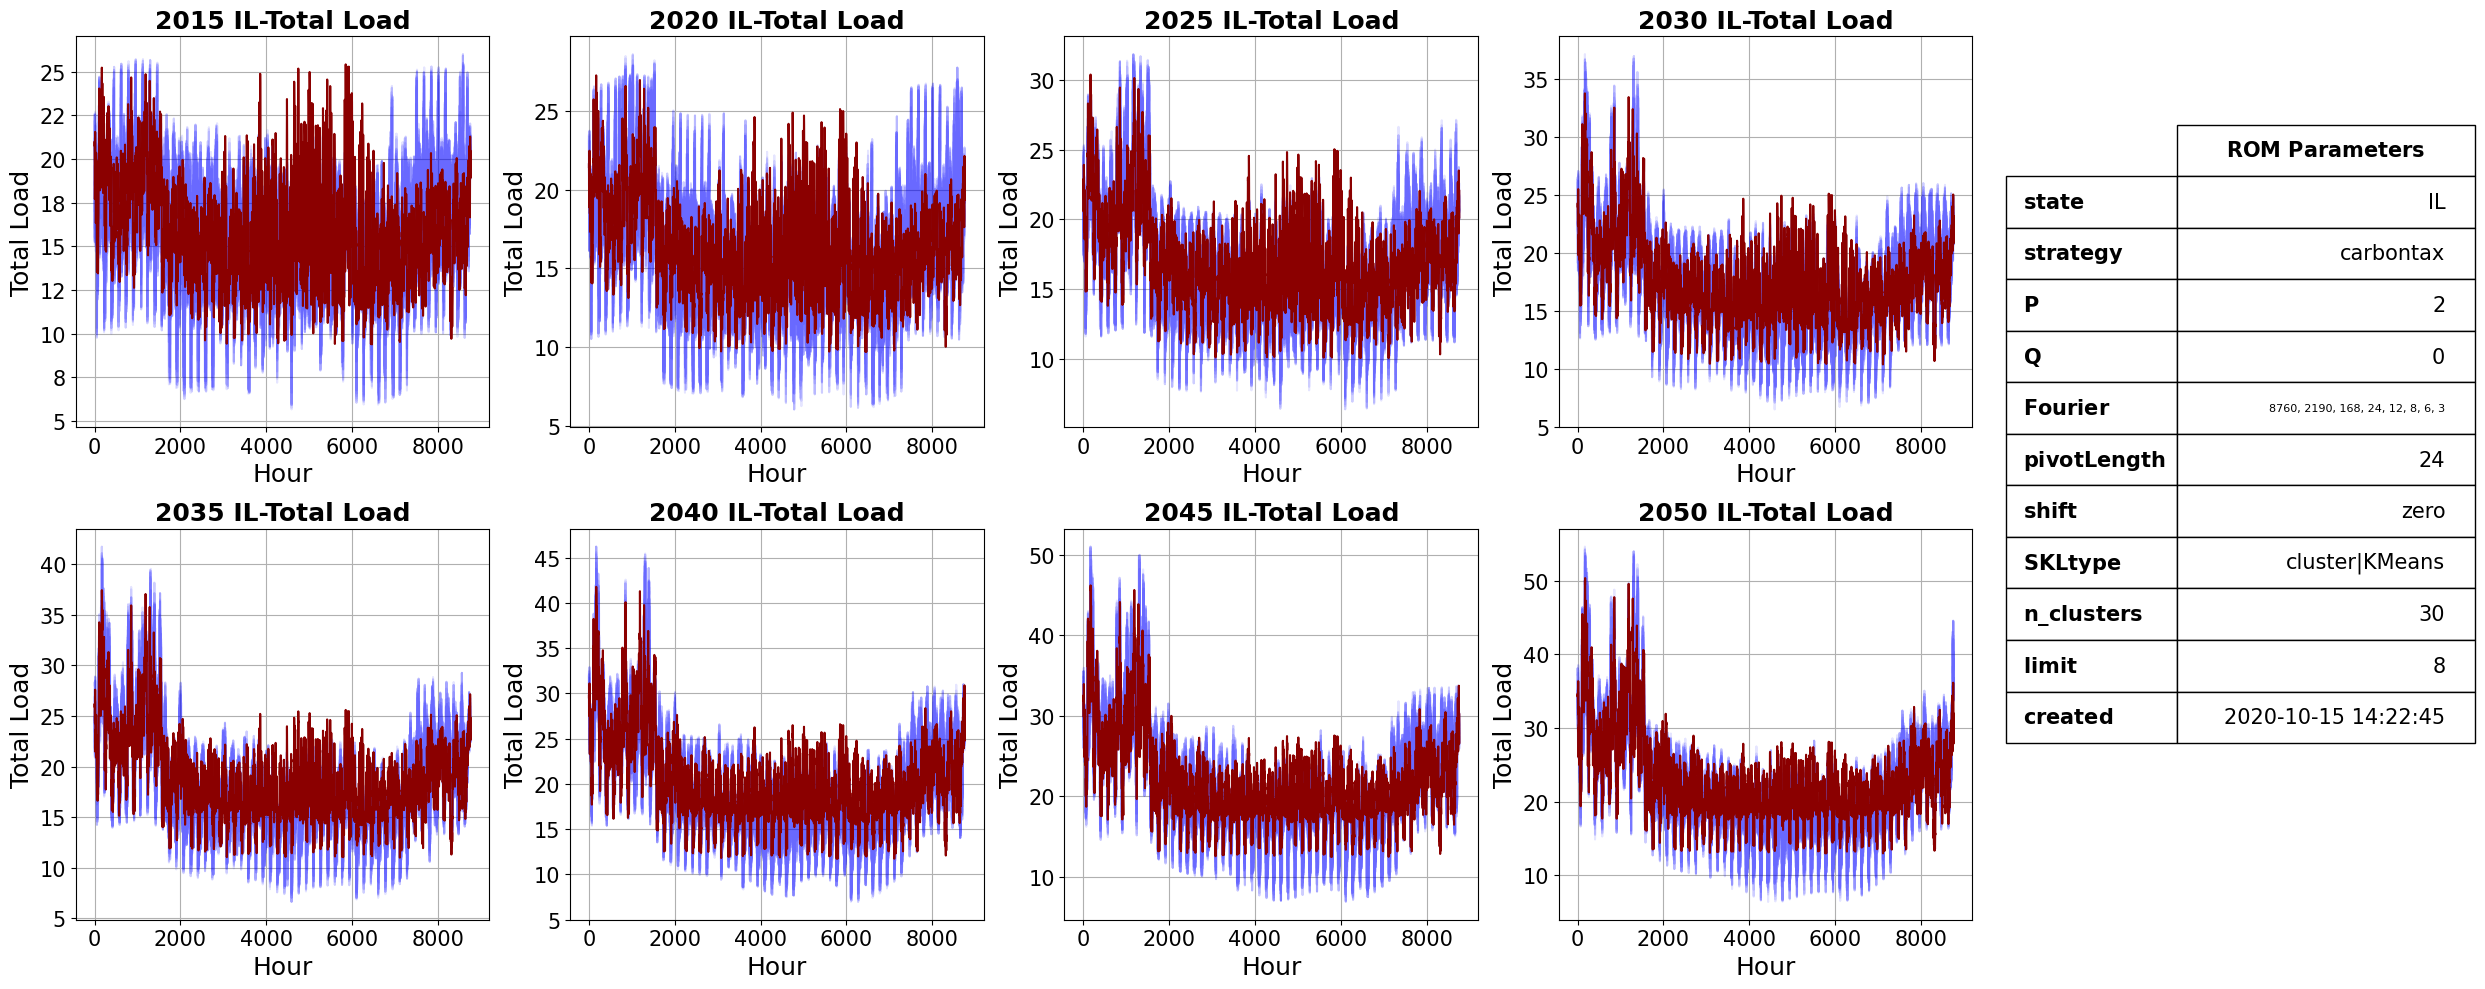 2015 IL-Total Load
25
22
20
18
15
12
10
8
5
0 2000 4000 6000 8000
Hour
Total Load
2020 IL-Total Load
25
20
15
10
5
0 2000 4000 6000 8000
Hour
Total Load
2025 IL-Total Load
30
25
20
15
10
0 2000 4000 6000 8000
Hour
Total Load
2030 IL-Total Load
35
30
25
20
15
10
5
0 2000 4000 6000 8000
Hour
Total Load
2035 IL-Total Load
40
35
30
25
20
15
10
5
0 2000 4000 6000 8000
Hour
Total Load
2040 IL-Total Load
45
40
35
30
25
20
15
10
5
0 2000 4000 6000 8000
Hour
Total Load
2045 IL-Total Load
50
40
30
20
10
0 2000 4000 6000 8000
Hour
Total Load
2050 IL-Total Load
50
40
30
20
10
0 2000 4000 6000 8000
Hour
Total Load
ROM Parameters
state IL
strategy carbontax
P 2
Q 0
Fourier 8760, 2190, 168, 24, 12, 8, 6, 3
pivotLength 24
shift zero
SKLtype cluster|KMeans
n_clusters 30
limit 8
created 2020-10-15 14:22:45